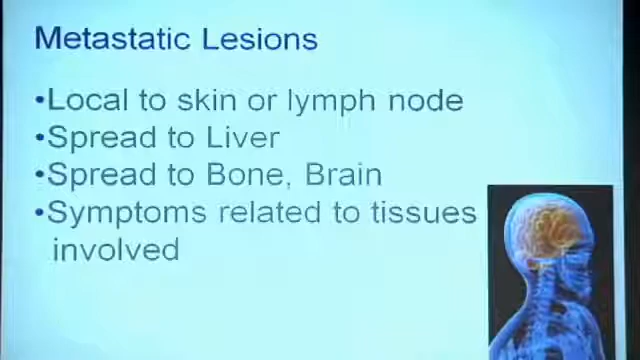 Metastatic Lesions
•Local to skin or lymph node
•Spread to Liver
•Spread to Bone, Brain
•Symptoms related to tissues
involved